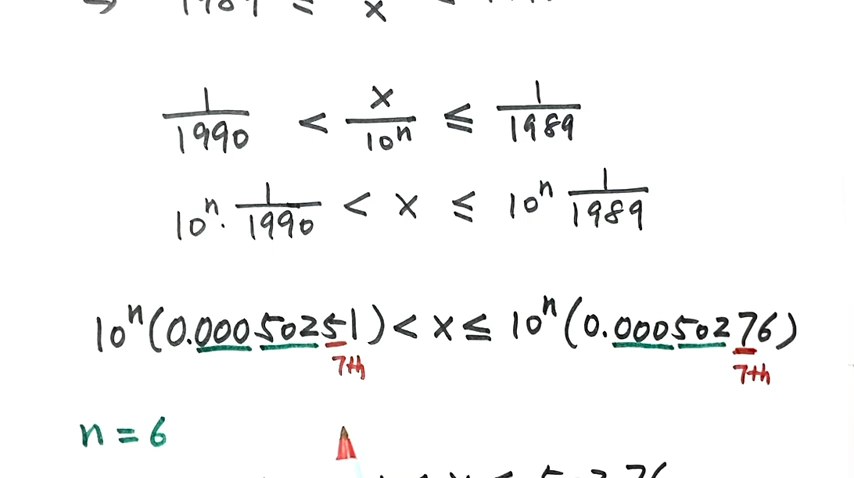 1/1990 < x/10ⁿ ≦ 1/1989
10ⁿ · 1/1990 < x ≦ 10ⁿ 1/1989
10ⁿ(0.00050251) < x ≦ 10ⁿ(0.00050276)
7th 7th
n = 6